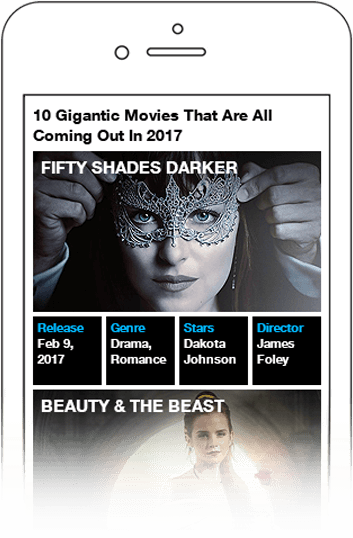 10 Gigantic Movies That Are All
Coming Out In 2017
FIFTY SHADES DARKER
Release
Feb 9,
2017
Genre
Drama,
Romance
Stars
Dakota
Johnson
Director
James
Foley
BEAUTY & THE BEAST